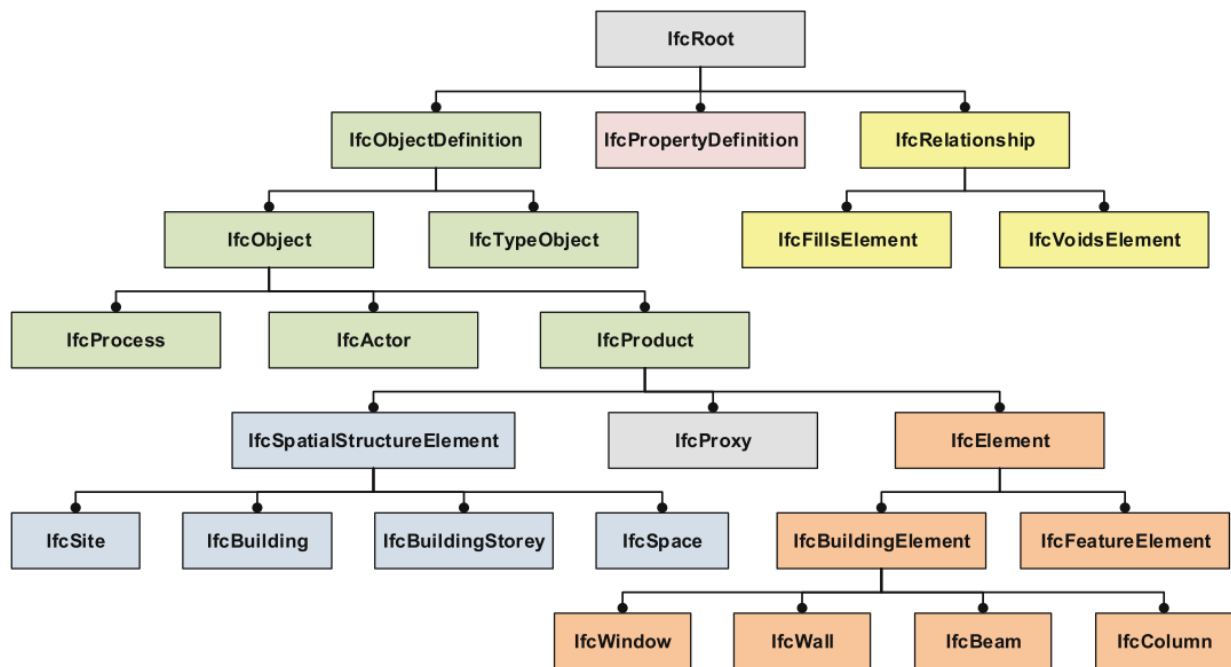 IfcRoot
IfcObjectDefinition
IfcPropertyDefinition
IfcRelationship
IfcObject
IfcTypeObject
IfcFillsElement
IfcVoidsElement
IfcProcess
IfcActor
IfcProduct
IfcSpatialStructureElement
IfcProxy
IfcElement
IfcSite
IfcBuilding
IfcBuildingStorey
IfcSpace
IfcBuildingElement
IfcFeatureElement
IfcWindow
IfcWall
IfcBeam
IfcColumn